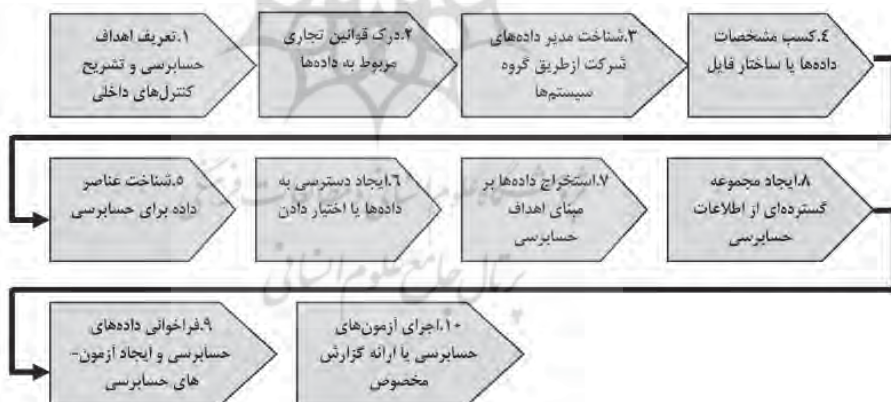 ۱.تعریف اهداف
حسابرسی و تشریح
کنترل‌های داخلی
۲.درک قوانین تجاری
مربوط به داده‌ها
۳.شناخت مدیر داده‌های
شرکت ازطریق گروه
سیستم‌ها
۴.کسب مشخصات
داده‌ها یا ساختار فایل
۵.شناخت عناصر
داده برای حسابرسی
۶.ایجاد دسترسی به
داده‌ها یا اختیار دادن
۷.استخراج داده‌ها بر
مبنای اهداف
حسابرسی
۸.ایجاد مجموعه
گسترده‌ای از اطلاعات
حسابرسی
۹.فراخوانی داده‌های
حسابرسی و ایجاد آزمون-
های حسابرسی
۱۰.اجرای آزمون‌های
حسابرسی یا ارائه گزارش
مخصوص
پرتال جامع علوم انسانی